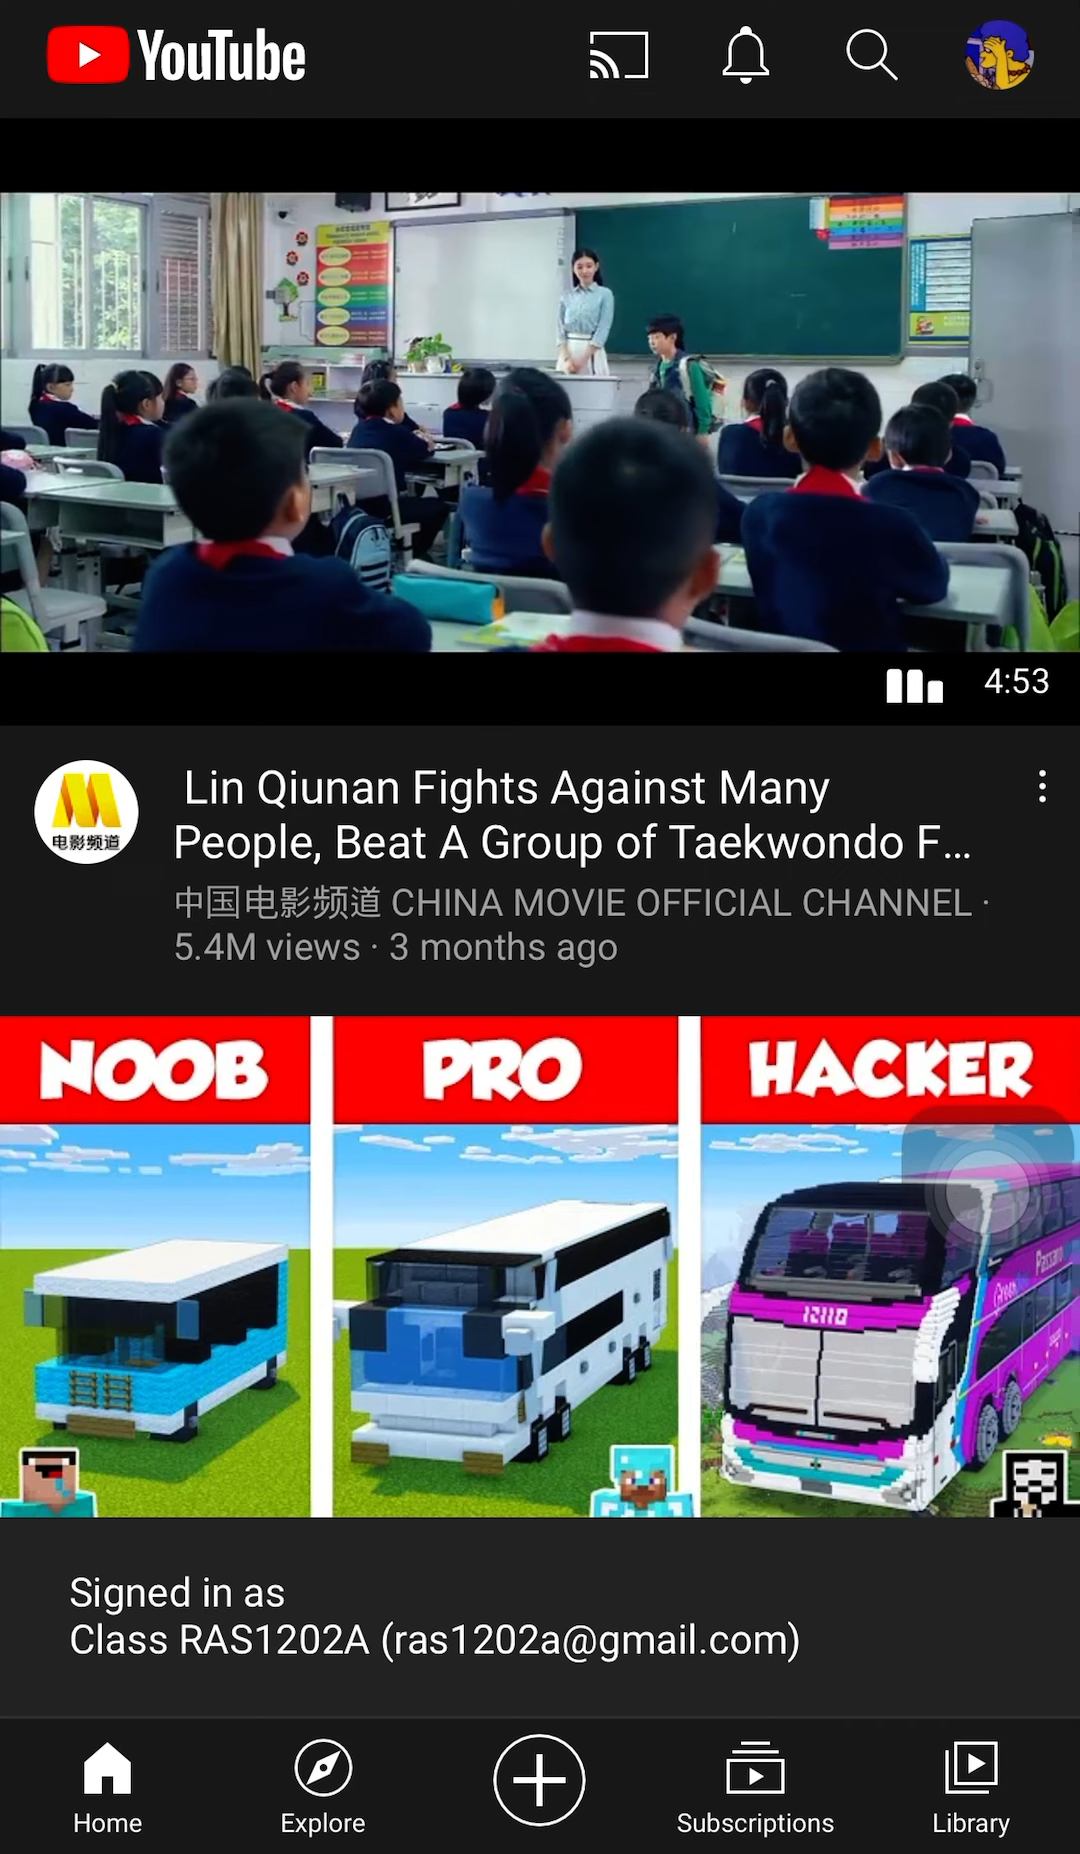 YouTube
4:53
Lin Qiunan Fights Against Many
People, Beat A Group of Taekwondo F...
电影频道
中国电影频道 CHINA MOVIE OFFICIAL CHANNEL ·
5.4M views · 3 months ago
NOOB PRO HACKER
Signed in as
Class RAS1202A (ras1202a@gmail.com)
Home Explore Subscriptions Library